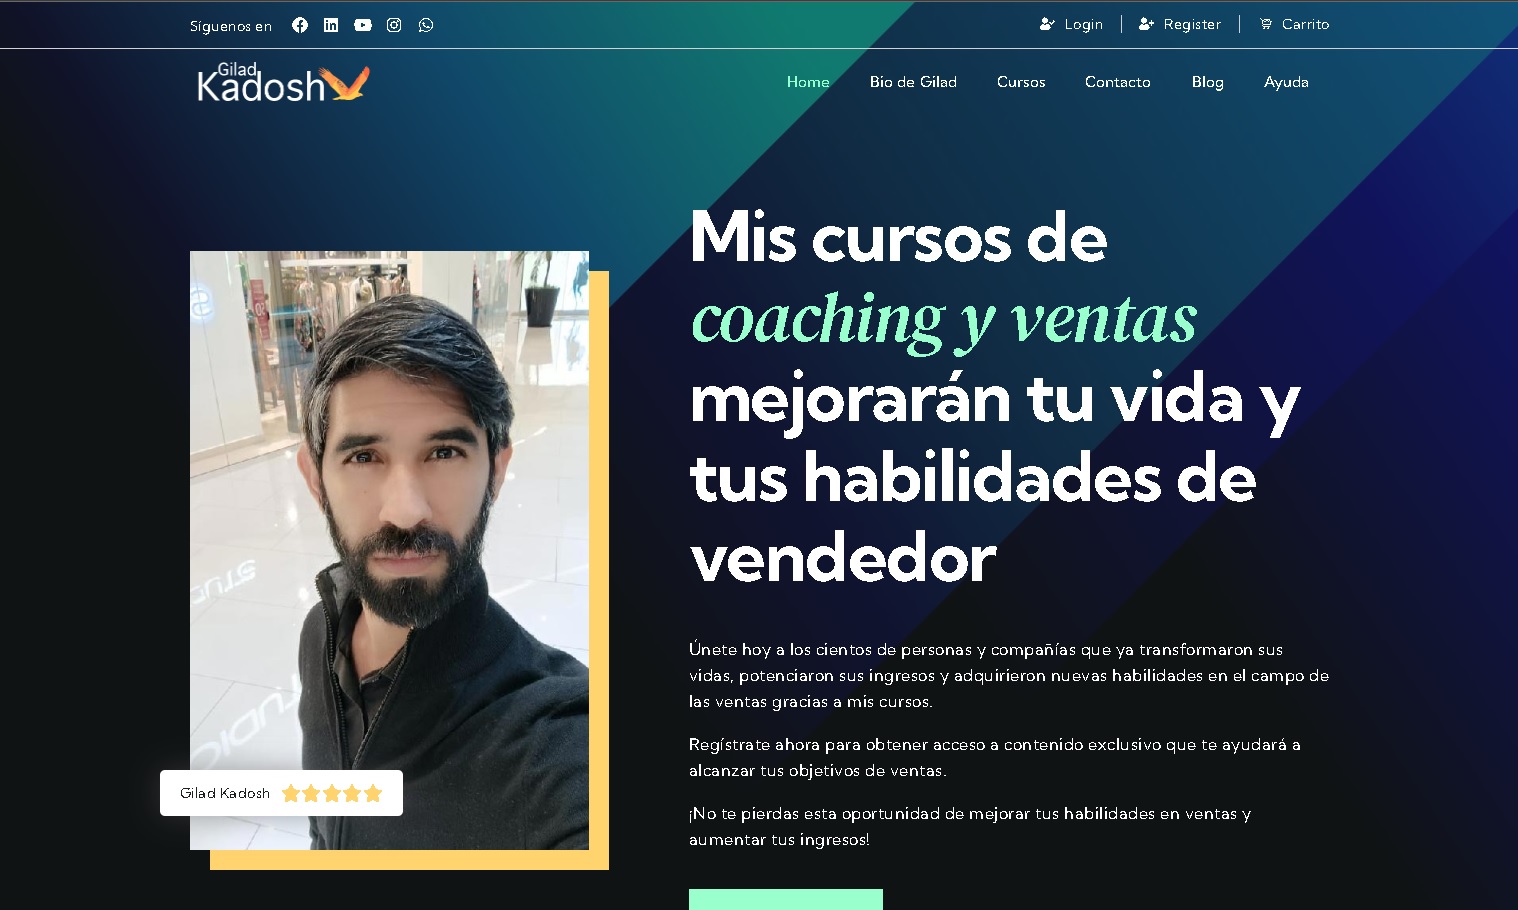 Síguenos en
Login
Register
Carrito
Gilad
Kadosh
Home
Bio de Gilad
Cursos
Contacto
Blog
Ayuda
Mis cursos de
coaching y ventas
mejorarán tu vida y
tus habilidades de
vendedor
Únete hoy a los cientos de personas y compañías que ya transformaron sus
vidas, potenciaron sus ingresos y adquirieron nuevas habilidades en el campo de
las ventas gracias a mis cursos.
Regístrate ahora para obtener acceso a contenido exclusivo que te ayudará a
alcanzar tus objetivos de ventas.
¡No te pierdas esta oportunidad de mejorar tus habilidades en ventas y
aumentar tus ingresos!
Gilad Kadosh